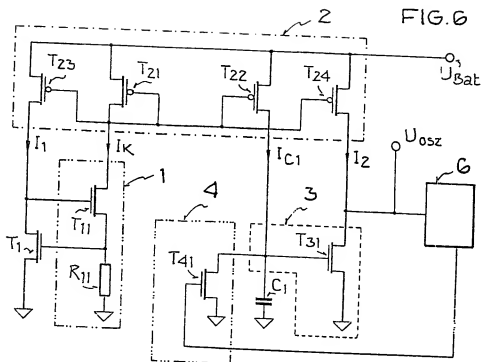 FIG.6
2
T23
T21
T22
T24
UBat
I1
IK
IC1
I2
UOSZ
6
1
4
3
T11
T1
T41
T31
R11
C1